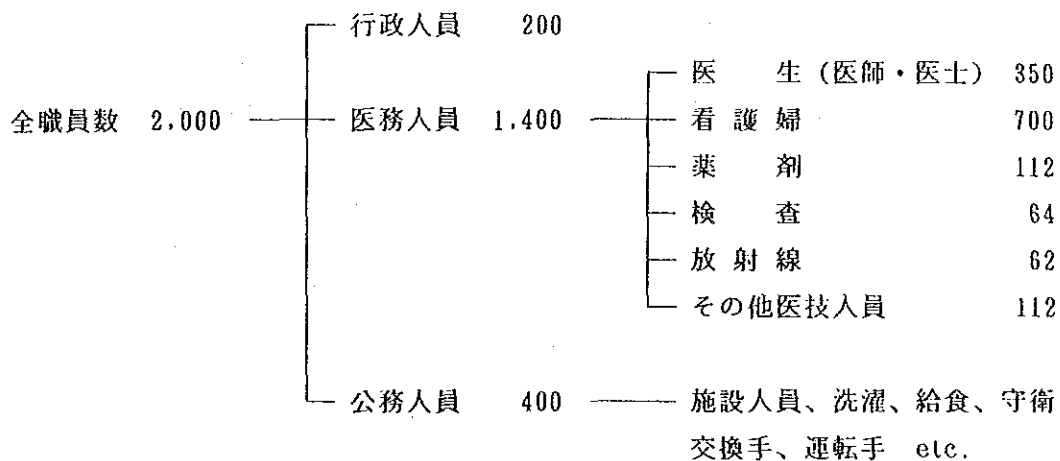 行政人員 200
医 生 (医師・医士) 350
全職員数 2,000 医務人員 1,400 看 護 婦 700
薬 剤 112
検 査 64
放 射 線 62
その他医技人員 112
公務人員 400 施設人員、洗濯、給食、守衛
交換手、運転手 etc.